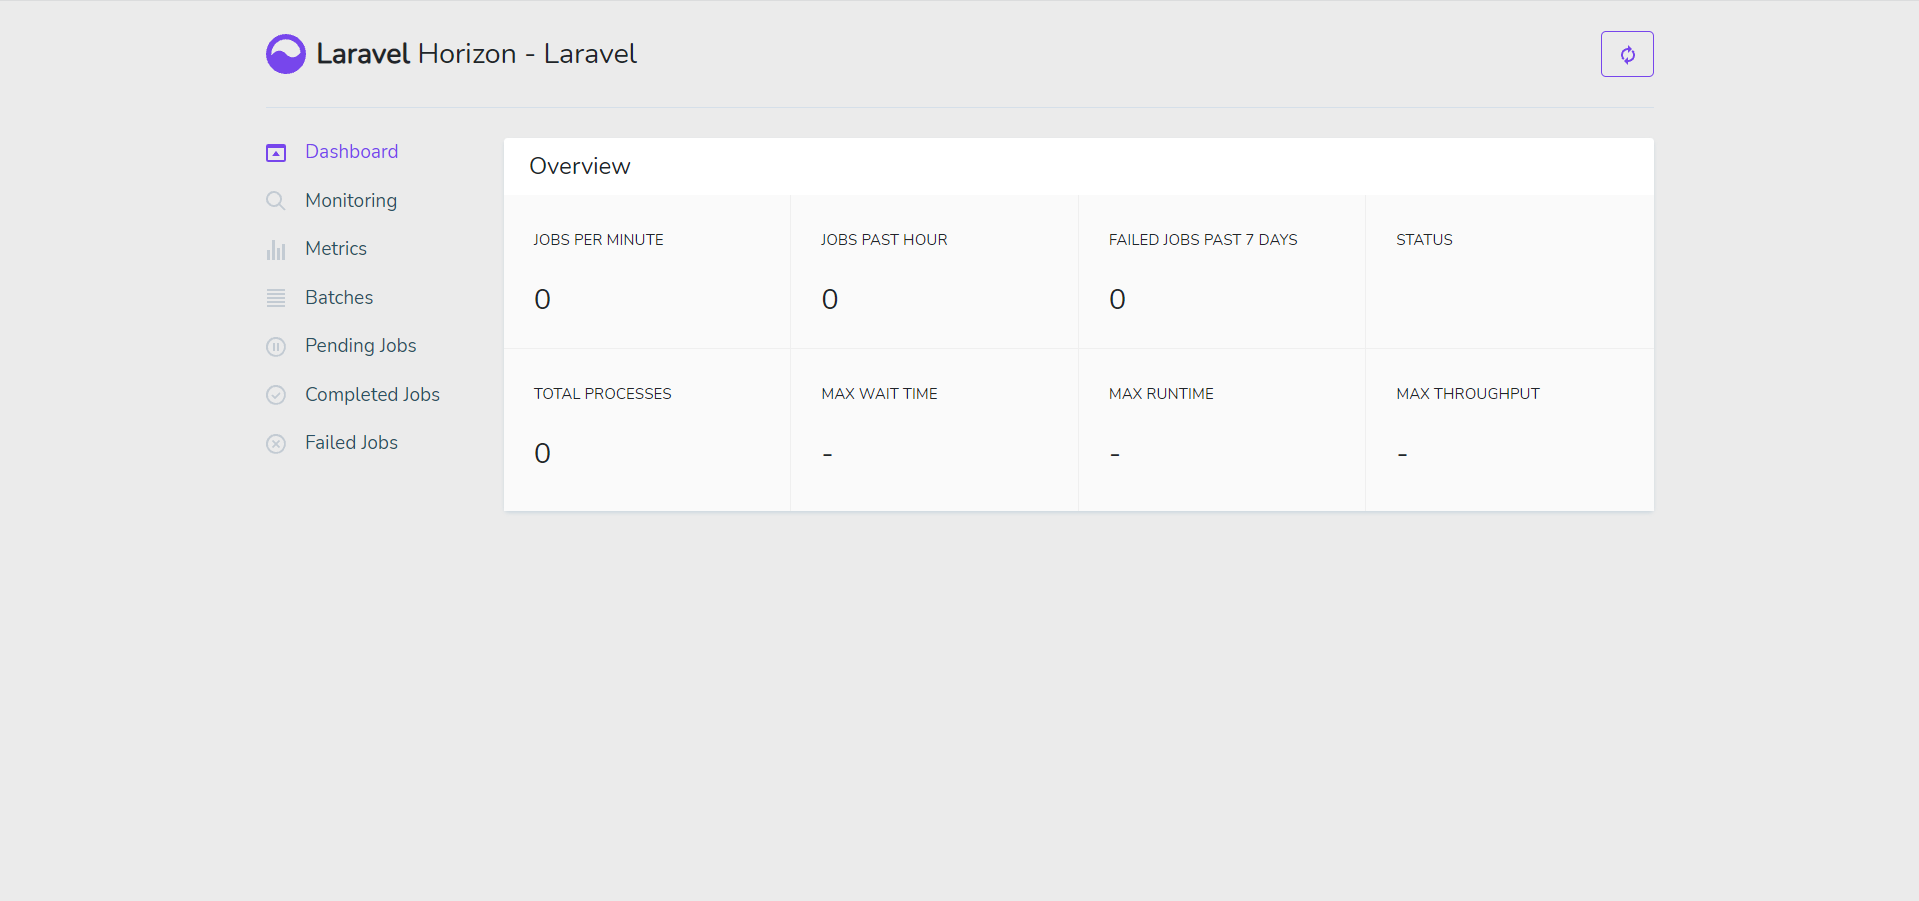 Laravel Horizon - Laravel
Dashboard
Monitoring
Metrics
Batches
Pending Jobs
Completed Jobs
Failed Jobs
Overview
JOBS PER MINUTE
0
JOBS PAST HOUR
0
FAILED JOBS PAST 7 DAYS
0
STATUS
TOTAL PROCESSES
0
MAX WAIT TIME
-
MAX RUNTIME
-
MAX THROUGHPUT
-